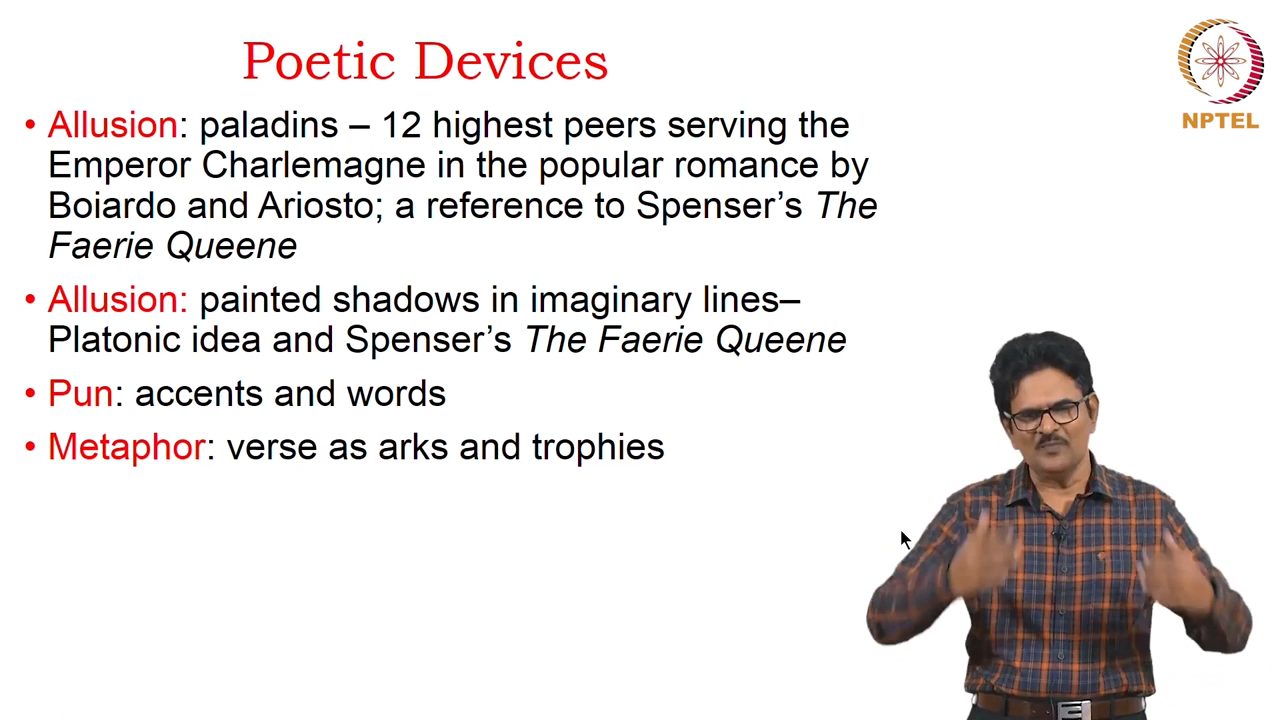 Poetic Devices
NPTEL
• Allusion: paladins – 12 highest peers serving the
Emperor Charlemagne in the popular romance by
Boiardo and Ariosto; a reference to Spenser’s The
Faerie Queene
• Allusion: painted shadows in imaginary lines–
Platonic idea and Spenser’s The Faerie Queene
• Pun: accents and words
• Metaphor: verse as arks and trophies